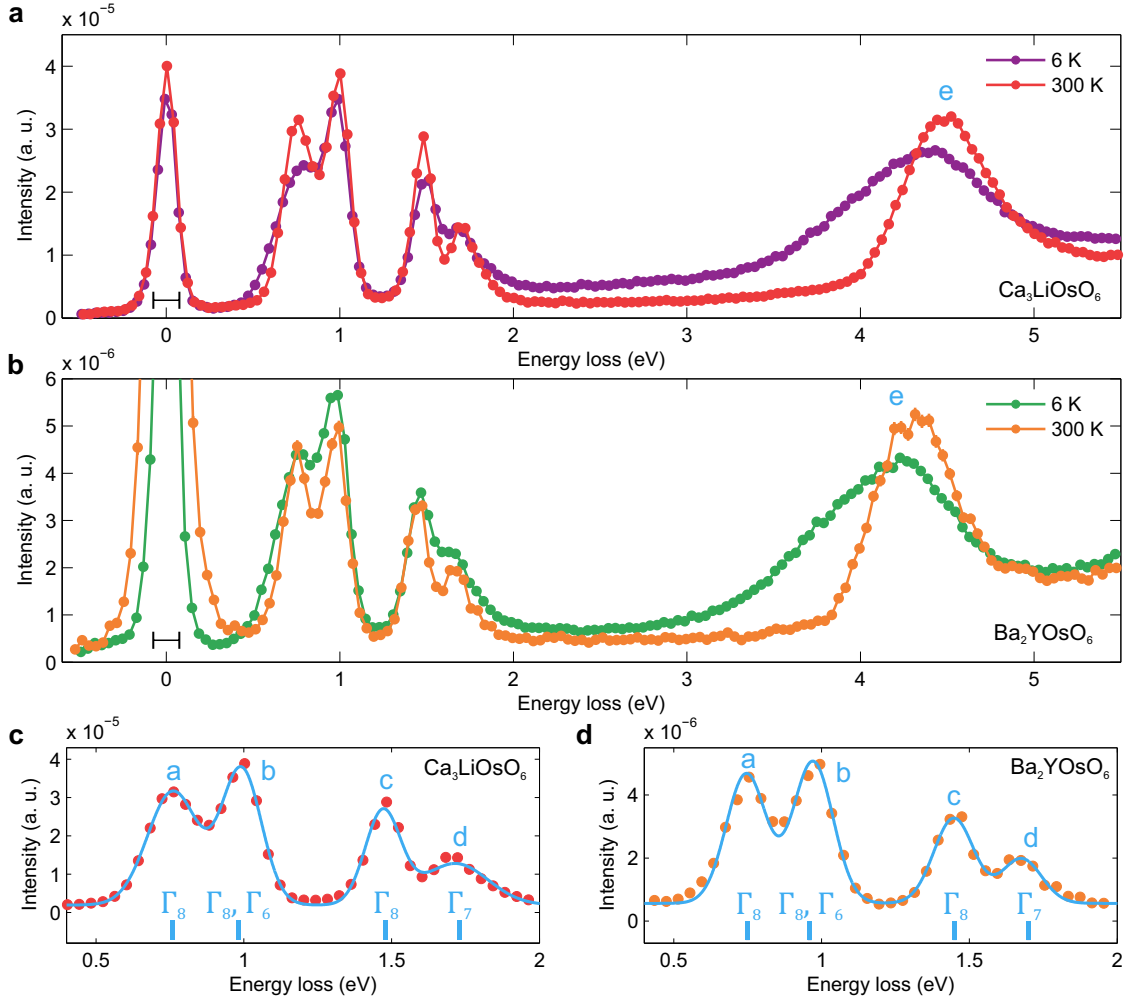 a
x 10⁻⁵
4
3
2
1
0
Intensity (a. u.)
6 K
300 K
e
Ca₃LiOsO₆
0 1 2 3 4 5
Energy loss (eV)
b
x 10⁻⁶
6
5
4
3
2
1
0
Intensity (a. u.)
6 K
300 K
e
Ba₂YOsO₆
0 1 2 3 4 5
Energy loss (eV)
c
x 10⁻⁵
4
3
2
1
0
Intensity (a. u.)
Ca₃LiOsO₆
a b c d
Γ₈ Γ₈, Γ₆ Γ₈ Γ₇
0.5 1 1.5 2
Energy loss (eV)
d
x 10⁻⁶
4
2
0
Intensity (a. u.)
Ba₂YOsO₆
a b c d
Γ₈ Γ₈, Γ₆ Γ₈ Γ₇
0.5 1 1.5 2
Energy loss (eV)